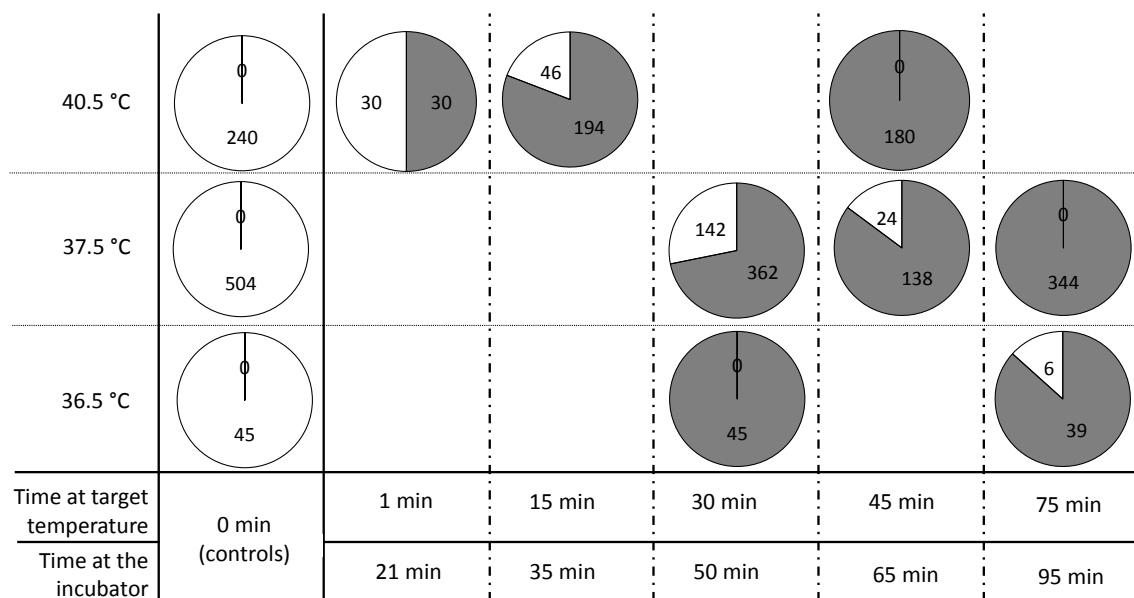 40.5 °C
0
240
30
30
46
194
0
180
37.5 °C
0
504
142
362
24
138
0
344
36.5 °C
0
45
0
45
6
39
Time at target
temperature
0 min
(controls)
1 min
15 min
30 min
45 min
75 min
Time at the
incubator
21 min
35 min
50 min
65 min
95 min